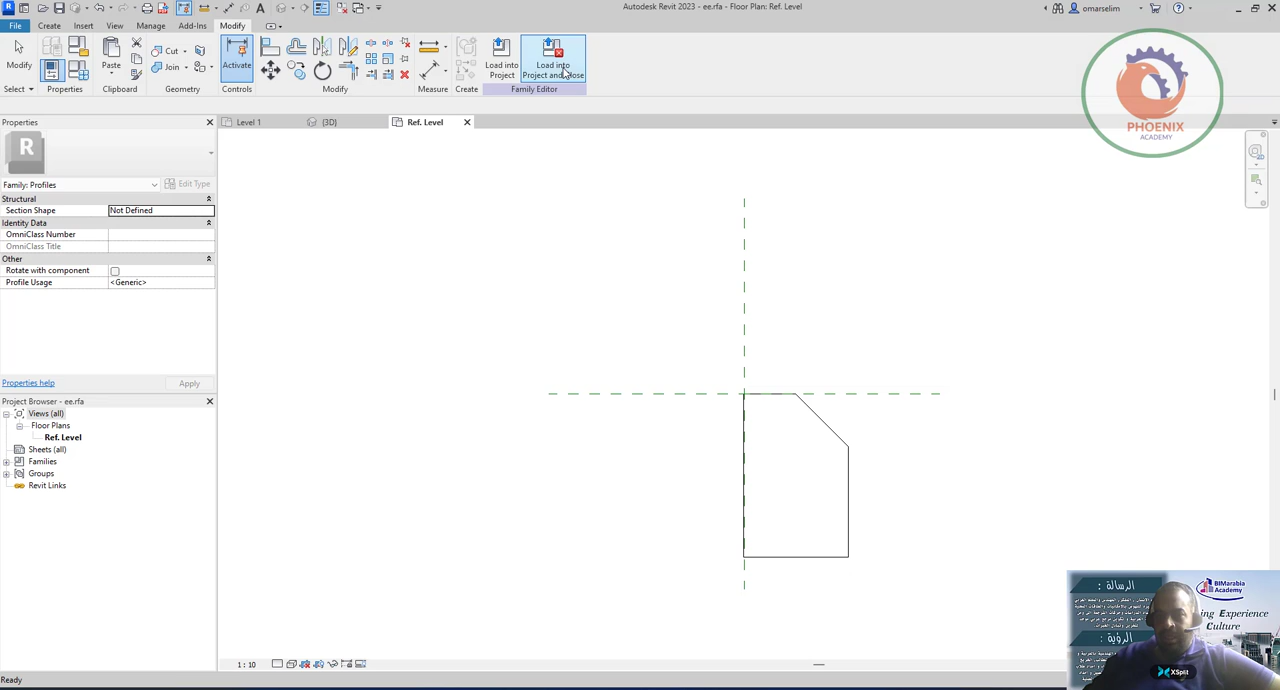 Autodesk Revit 2023 - ee.rfa - Floor Plan: Ref. Level
omarselim
File
Create
Insert
View
Manage
Add-Ins
Modify
Modify
Paste
Cut
Join
Activate
Load into
Project
Load into
Project and Close
Select
Properties
Clipboard
Geometry
Controls
Modify
Measure
Create
Family Editor
PHOENIX
ACADEMY
Properties
Level 1
(3D)
Ref. Level
R
Family: Profiles
Edit Type
Structural
Section Shape
Not Defined
Identity Data
OmniClass Number
OmniClass Title
Other
Rotate with component
Profile Usage
<Generic>
Properties help
Apply
Project Browser - ee.rfa
Views (all)
Floor Plans
Ref. Level
Sheets (all)
Families
Groups
Revit Links
1 : 10
Ready
الرسالة :
BIMarabia
Academy
ing Experience
Culture
الرؤية :
XSplit